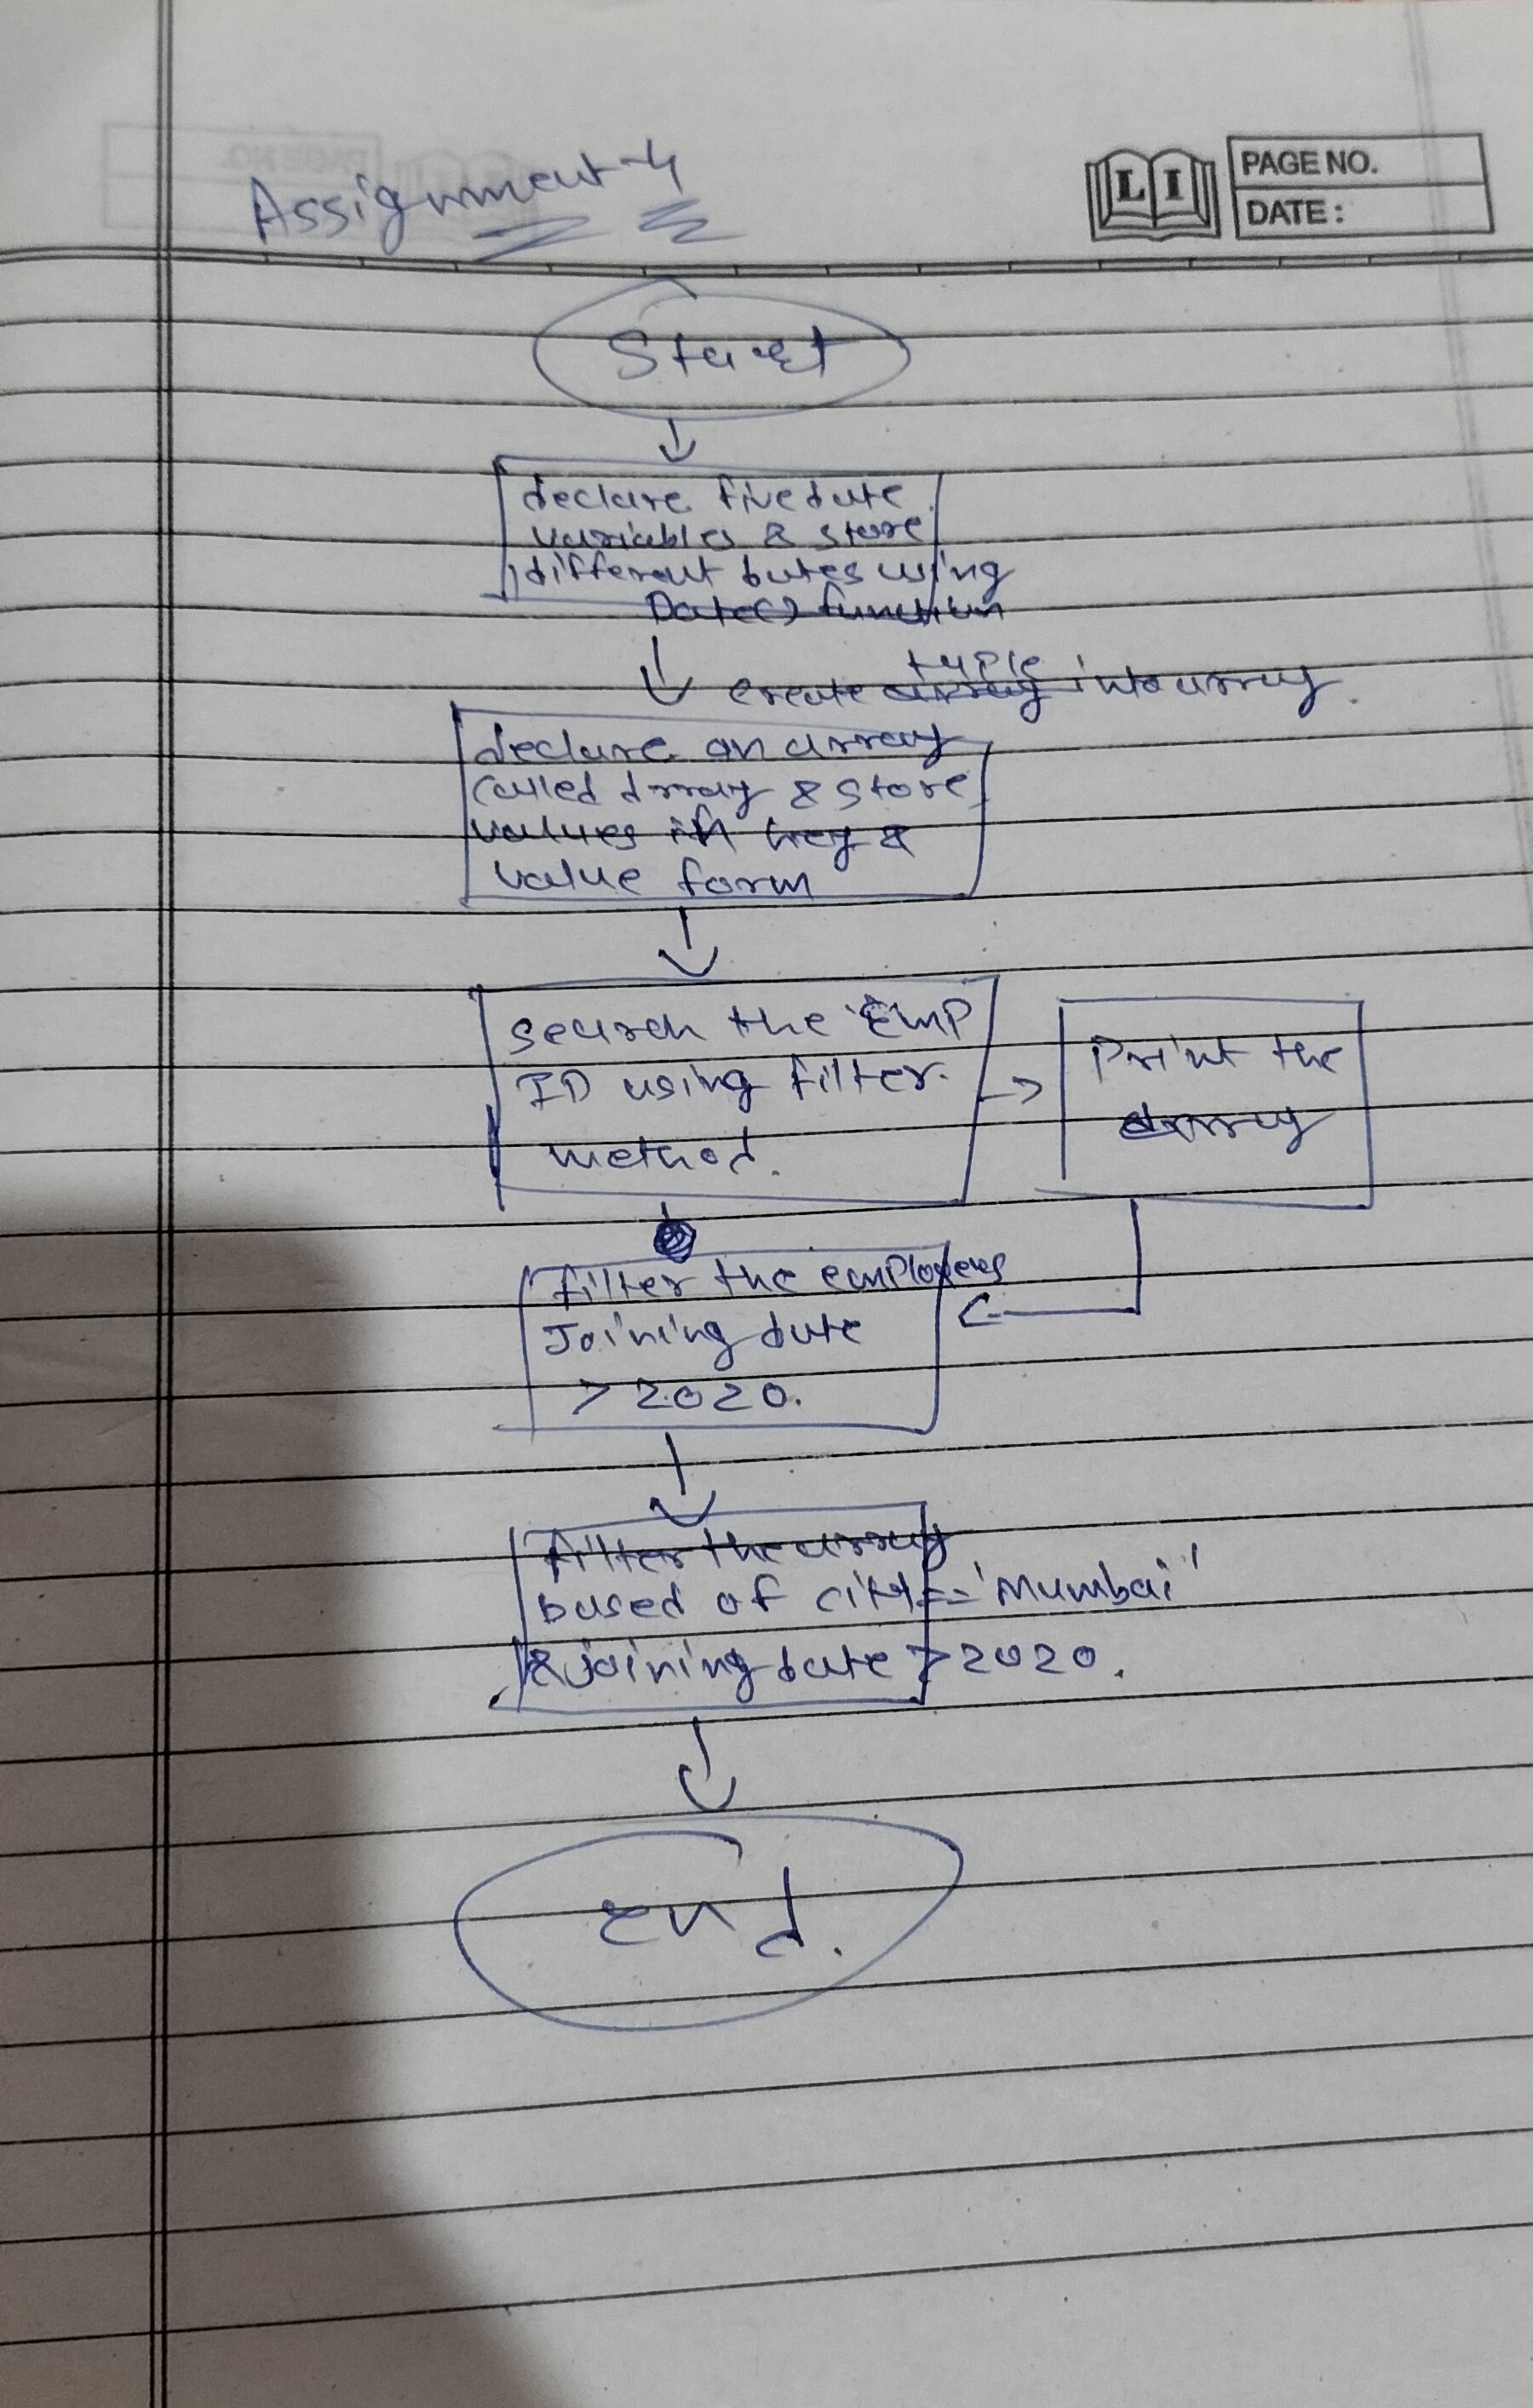 Assignment-4
LI
PAGE NO.
DATE:
Start
declare five date
variables & store
different dates using
Date() function
tuple
create array into array.
declare an array
called drray & store
values in key &
value form
search the Emp
ID using filter.
method.
Print the
array
filter the employees
Joining date
> 2020.
filter the array
based of city == 'Mumbai'
& joining date > 2020.
End.